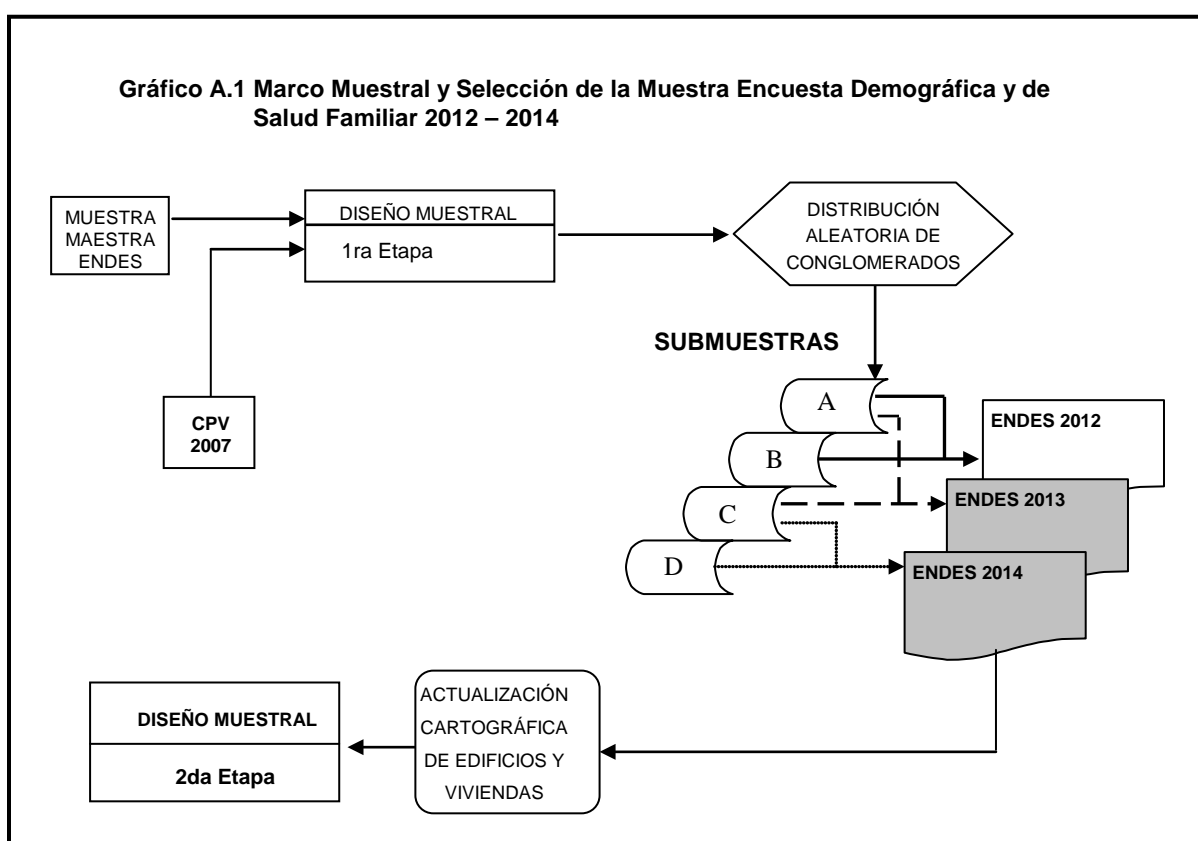 Gráfico A.1 Marco Muestral y Selección de la Muestra Encuesta Demográfica y de
Salud Familiar 2012 – 2014
MUESTRA
MAESTRA
ENDES
DISEÑO MUESTRAL
1ra Etapa
DISTRIBUCIÓN
ALEATORIA DE
CONGLOMERADOS
CPV
2007
SUBMUESTRAS
A
B
C
D
ENDES 2012
ENDES 2013
ENDES 2014
DISEÑO MUESTRAL
2da Etapa
ACTUALIZACIÓN
CARTOGRÁFICA
DE EDIFICIOS Y
VIVIENDAS